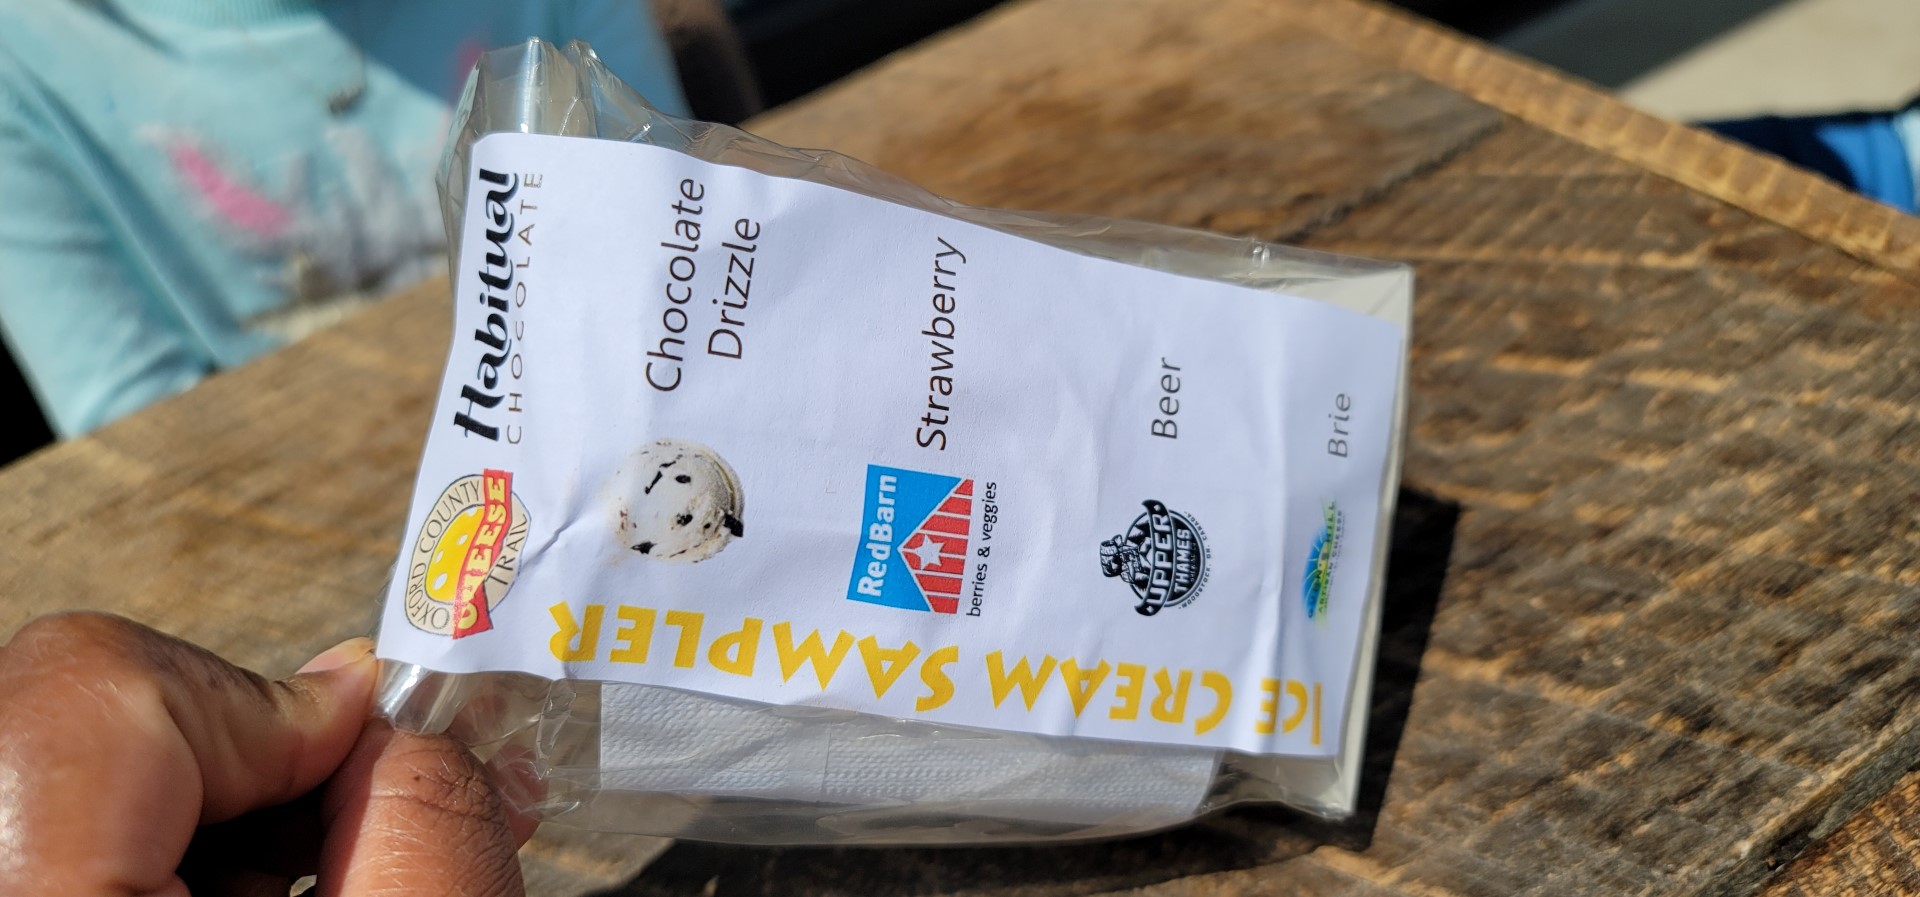 OXFORD COUNTY
CHEESE
TRAIL
Habitual
CHOCOLATE
Chocolate
Drizzle
RedBarn
berries & veggies
Strawberry
UPPER
THAMES
Beer
Brie
ICE CREAM SAMPLER